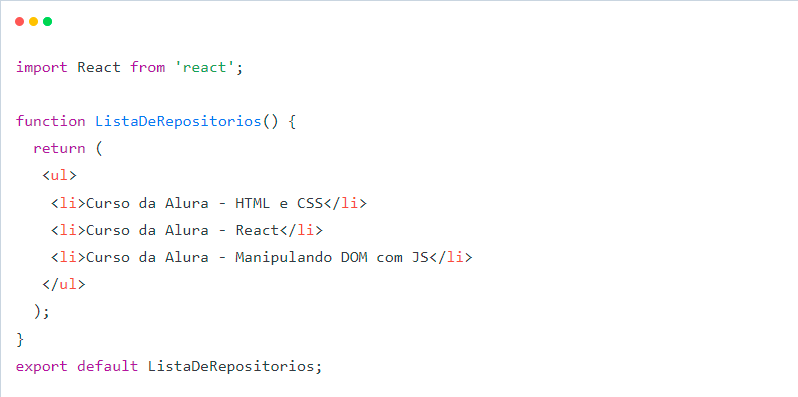 import React from 'react';
function ListaDeRepositorios() {
return (
<ul>
<li>Curso da Alura - HTML e CSS</li>
<li>Curso da Alura - React</li>
<li>Curso da Alura - Manipulando DOM com JS</li>
</ul>
);
}
export default ListaDeRepositorios;